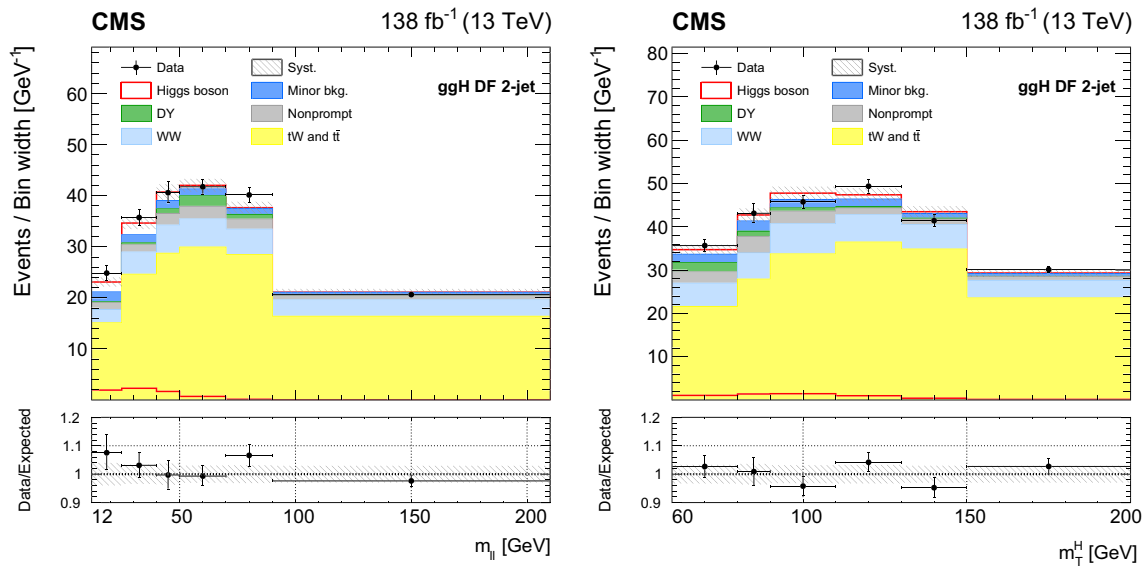 CMS 138 fb⁻¹ (13 TeV)
Events / Bin width [GeV⁻¹]
ggH DF 2-jet
Data Syst.
Higgs boson Minor bkg.
DY Nonprompt
WW tW and tt̄
60
50
40
30
20
10
Data/Expected
1.2
1.1
1
0.9
12 50 100 150 200
m_ll [GeV]
CMS 138 fb⁻¹ (13 TeV)
Events / Bin width [GeV⁻¹]
ggH DF 2-jet
Data Syst.
Higgs boson Minor bkg.
DY Nonprompt
WW tW and tt̄
80
70
60
50
40
30
20
10
Data/Expected
1.2
1.1
1
0.9
60 100 150 200
m_T^H [GeV]